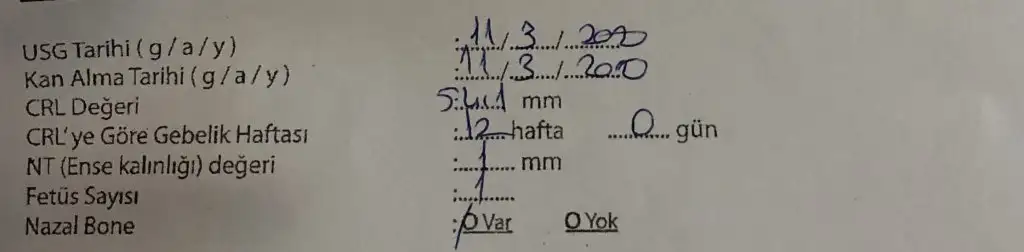 USG Tarihi ( g / a / y ) : 11 / 3 / 2020
Kan Alma Tarihi ( g / a / y ) : 11 / 3 / 2020
CRL Değeri : mm
CRL'ye Göre Gebelik Haftası : 12 hafta 0 gün
NT (Ense kalınlığı) değeri : 1 mm
Fetüs Sayısı : 1
Nazal Bone : O Var O Yok